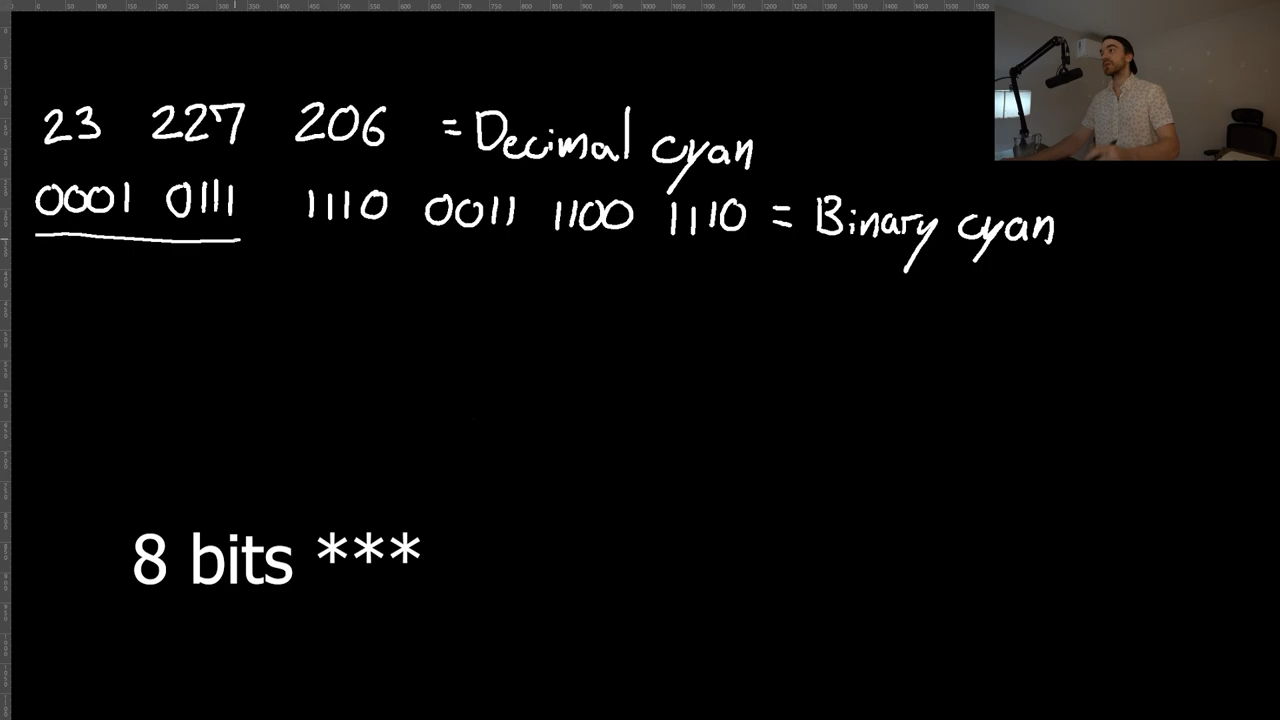 23 227 206 = Decimal cyan
0001 0111 1110 0011 1100 1110 = Binary cyan
8 bits ***